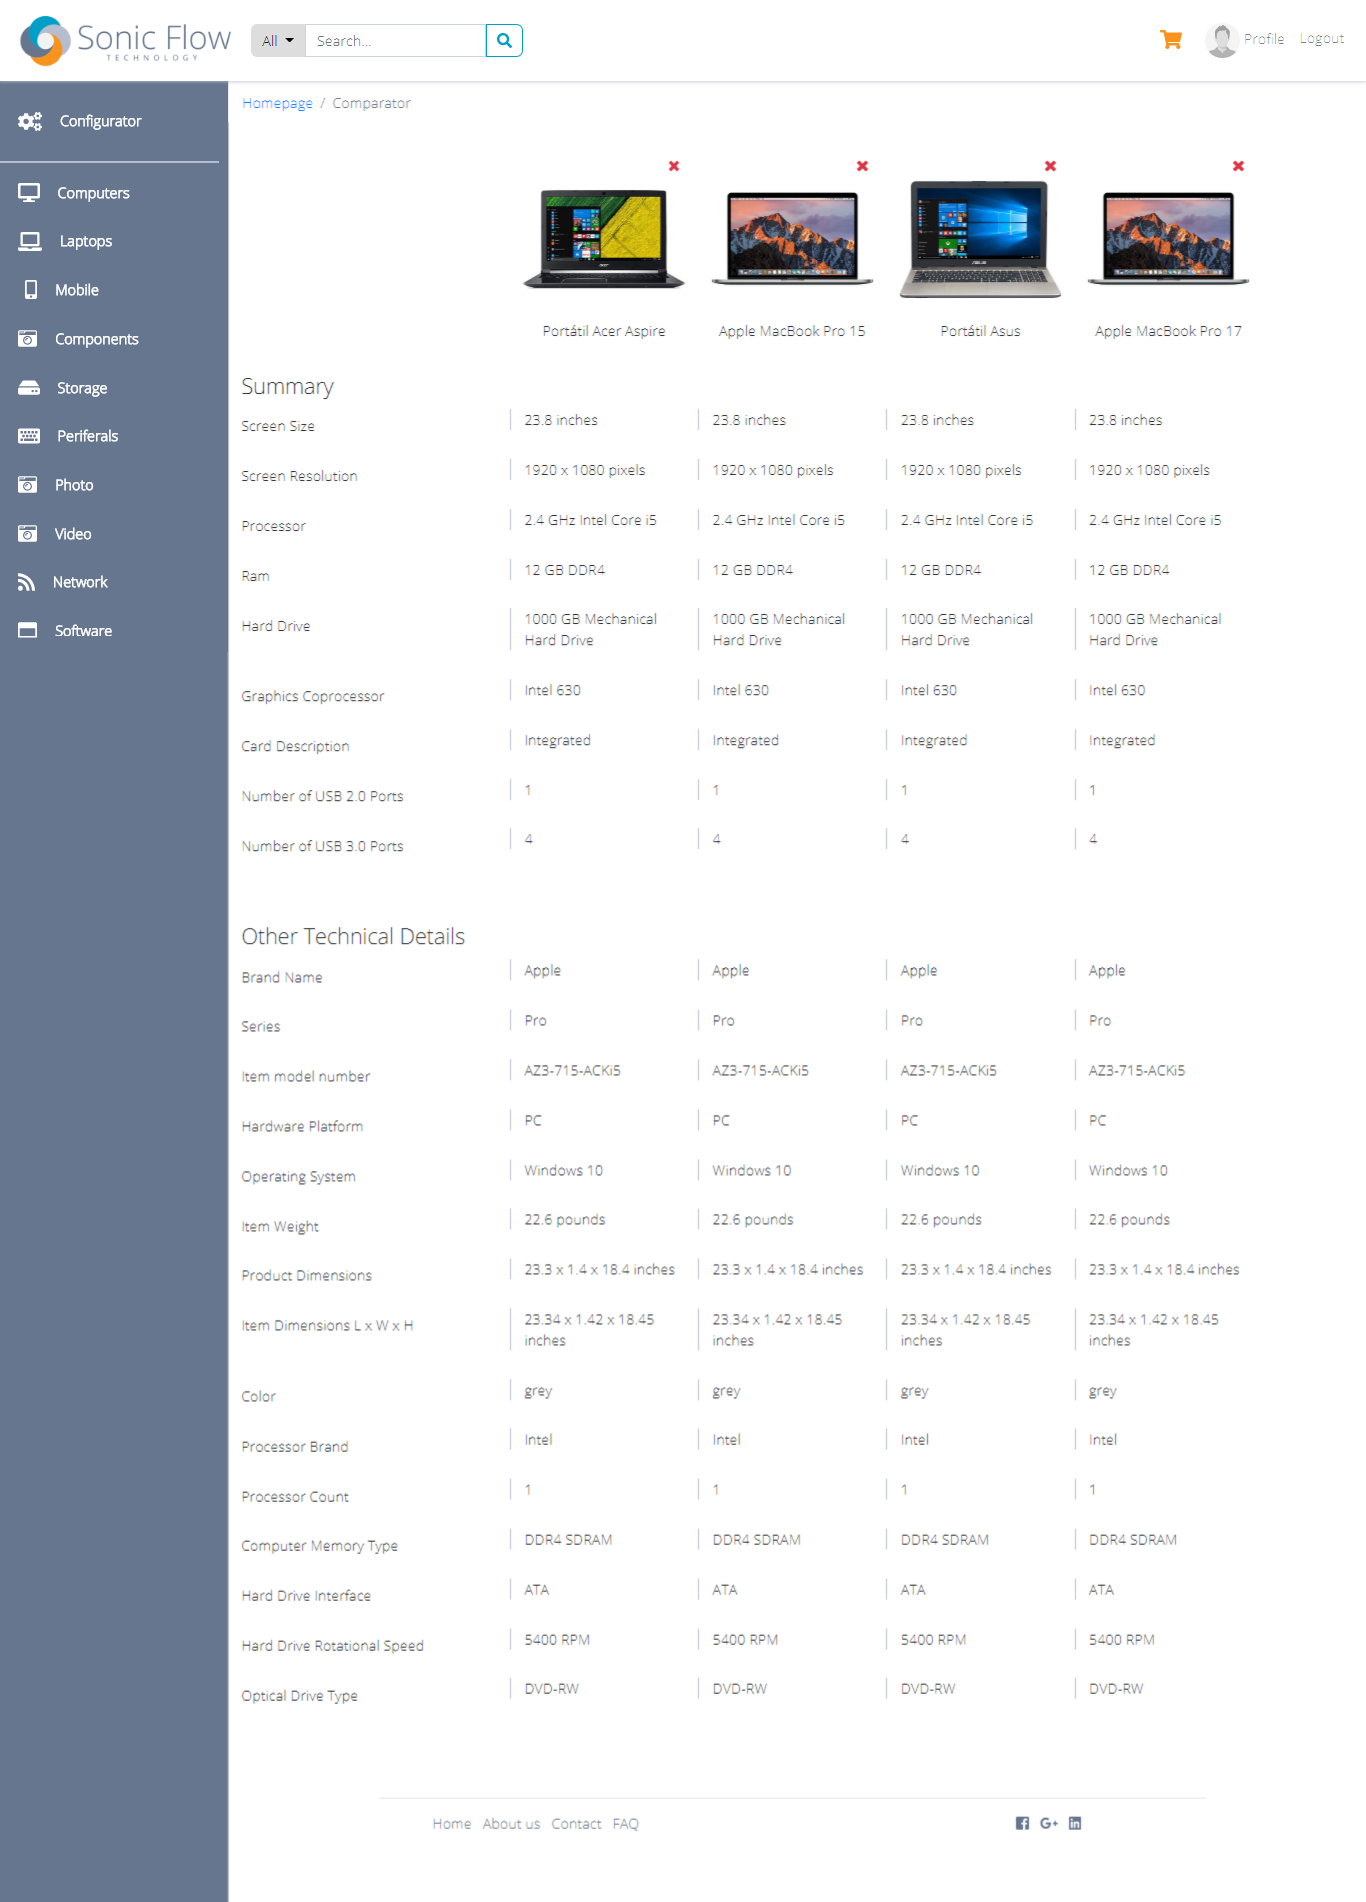 Sonic Flow
TECHNOLOGY
All
Search...
Profile
Logout
Configurator
Computers
Laptops
Mobile
Components
Storage
Periferals
Photo
Video
Network
Software
Homepage / Comparator
Portátil Acer Aspire
Apple MacBook Pro 15
Portátil Asus
Apple MacBook Pro 17
Summary
Screen Size 23.8 inches 23.8 inches 23.8 inches 23.8 inches
Screen Resolution 1920 x 1080 pixels 1920 x 1080 pixels 1920 x 1080 pixels 1920 x 1080 pixels
Processor 2.4 GHz Intel Core i5 2.4 GHz Intel Core i5 2.4 GHz Intel Core i5 2.4 GHz Intel Core i5
Ram 12 GB DDR4 12 GB DDR4 12 GB DDR4 12 GB DDR4
Hard Drive 1000 GB Mechanical 1000 GB Mechanical 1000 GB Mechanical 1000 GB Mechanical
Hard Drive Hard Drive Hard Drive Hard Drive
Graphics Coprocessor Intel 630 Intel 630 Intel 630 Intel 630
Card Description Integrated Integrated Integrated Integrated
Number of USB 2.0 Ports 1 1 1 1
Number of USB 3.0 Ports 4 4 4 4
Other Technical Details
Brand Name Apple Apple Apple Apple
Series Pro Pro Pro Pro
Item model number AZ3-715-ACKi5 AZ3-715-ACKi5 AZ3-715-ACKi5 AZ3-715-ACKi5
Hardware Platform PC PC PC PC
Operating System Windows 10 Windows 10 Windows 10 Windows 10
Item Weight 22.6 pounds 22.6 pounds 22.6 pounds 22.6 pounds
Product Dimensions 23.3 x 1.4 x 18.4 inches 23.3 x 1.4 x 18.4 inches 23.3 x 1.4 x 18.4 inches 23.3 x 1.4 x 18.4 inches
Item Dimensions L x W x H 23.34 x 1.42 x 18.45 23.34 x 1.42 x 18.45 23.34 x 1.42 x 18.45 23.34 x 1.42 x 18.45
inches inches inches inches
Color grey grey grey grey
Processor Brand Intel Intel Intel Intel
Processor Count 1 1 1 1
Computer Memory Type DDR4 SDRAM DDR4 SDRAM DDR4 SDRAM DDR4 SDRAM
Hard Drive Interface ATA ATA ATA ATA
Hard Drive Rotational Speed 5400 RPM 5400 RPM 5400 RPM 5400 RPM
Optical Drive Type DVD-RW DVD-RW DVD-RW DVD-RW
Home About us Contact FAQ